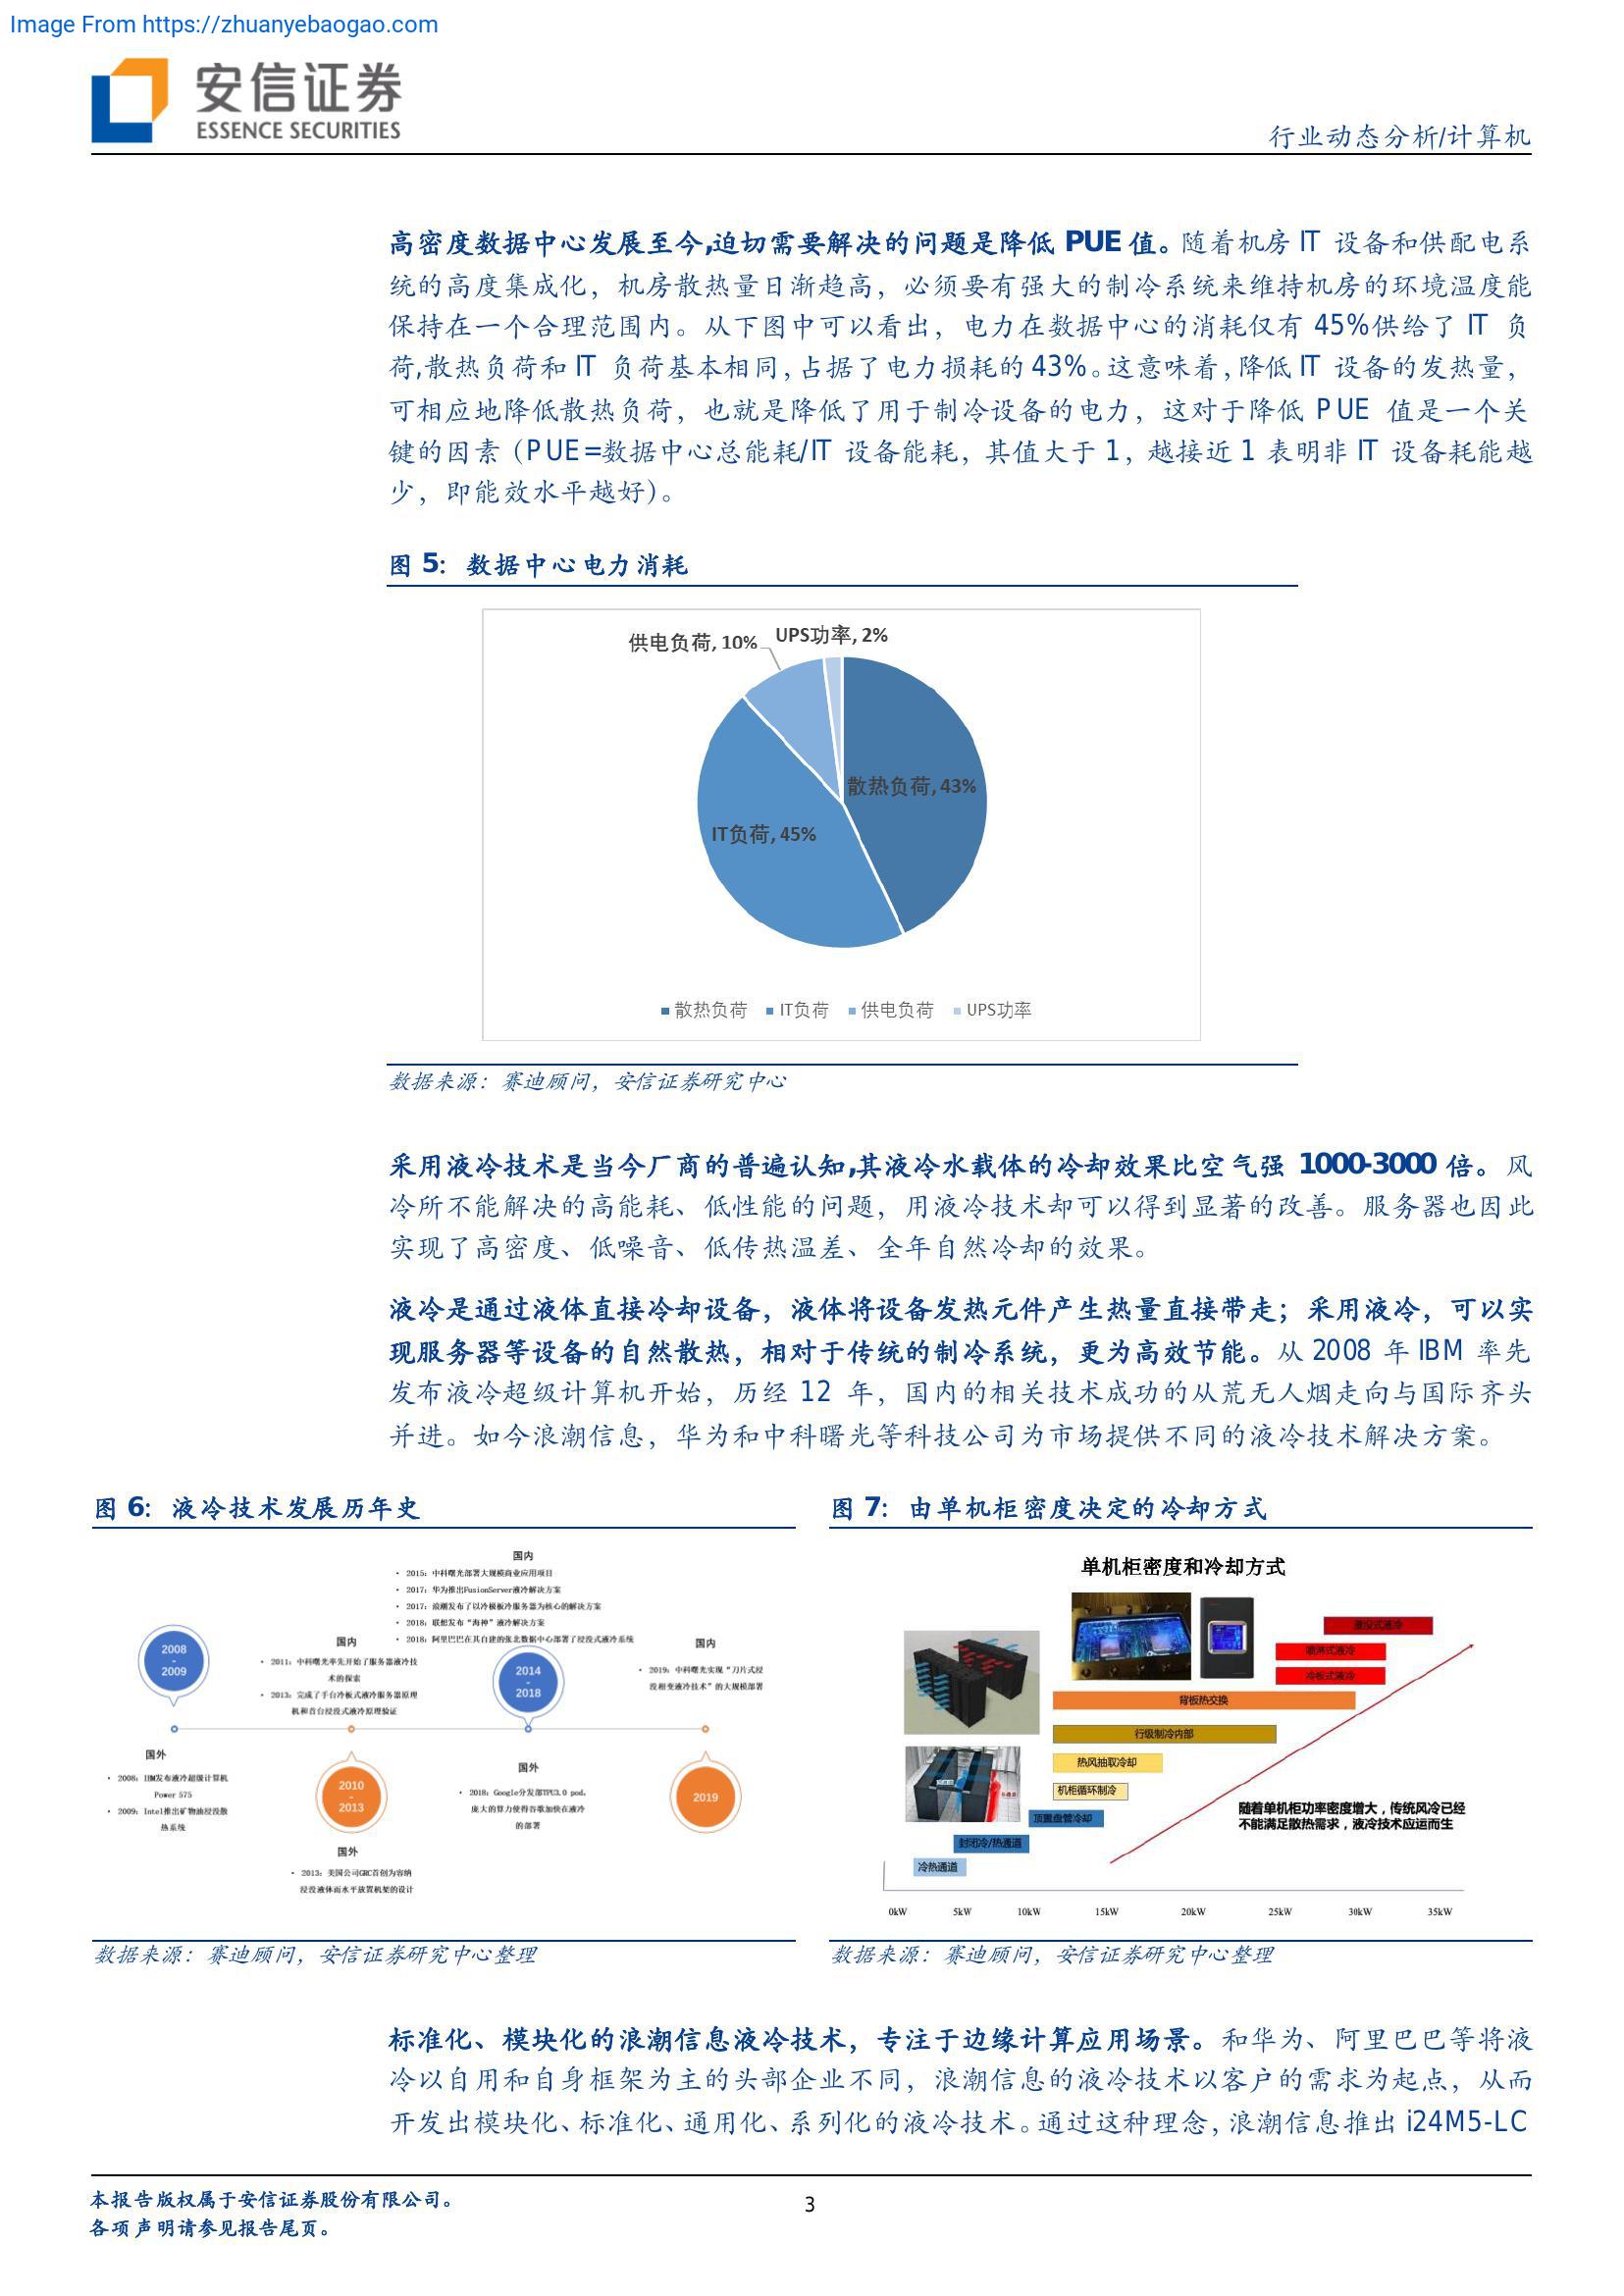 Image From https://zhuanyebaogao.com
安信证券
ESSENCE SECURITIES
行业动态分析/计算机
高密度数据中心发展至今,迫切需要解决的问题是降低 PUE 值。随着机房 IT 设备和供配电系
统的高度集成化，机房散热量日渐趋高，必须要有强大的制冷系统来维持机房的环境温度能
保持在一个合理范围内。从下图中可以看出，电力在数据中心的消耗仅有 45%供给了 IT 负
荷,散热负荷和 IT 负荷基本相同，占据了电力损耗的 43%。这意味着，降低 IT 设备的发热量，
可相应地降低散热负荷，也就是降低了用于制冷设备的电力，这对于降低 PUE 值是一个关
键的因素（PUE=数据中心总能耗/IT 设备能耗，其值大于 1，越接近 1 表明非 IT 设备耗能越
少，即能效水平越好）。
图 5：数据中心电力消耗
供电负荷, 10%
UPS功率, 2%
散热负荷, 43%
IT负荷, 45%
散热负荷 IT负荷 供电负荷 UPS功率
数据来源：赛迪顾问，安信证券研究中心
采用液冷技术是当今厂商的普遍认知,其液冷水载体的冷却效果比空气强 1000-3000 倍。风
冷所不能解决的高能耗、低性能的问题，用液冷技术却可以得到显著的改善。服务器也因此
实现了高密度、低噪音、低传热温差、全年自然冷却的效果。
液冷是通过液体直接冷却设备，液体将设备发热元件产生热量直接带走；采用液冷，可以实
现服务器等设备的自然散热，相对于传统的制冷系统，更为高效节能。从 2008 年 IBM 率先
发布液冷超级计算机开始，历经 12 年，国内的相关技术成功的从荒无人烟走向与国际齐头
并进。如今浪潮信息，华为和中科曙光等科技公司为市场提供不同的液冷技术解决方案。
图 6：液冷技术发展历年史
国内
• 2015：中科曙光部署大规模商业应用项目
• 2017：华为推出FusionServer液冷解决方案
• 2017：浪潮发布了以冷板液冷服务器为核心的解决方案
• 2018：联想发布“海神”液冷解决方案
• 2018：阿里巴巴在其自建的张北数据中心部署了浸没式液冷系统
2008
-
2009
国内
• 2011：中科曙光率先开始了服务器液冷技
术的探索
• 2013：完成了手台冷板式液冷服务器原理
机和首台浸没式液冷原理验证
2014
-
2018
国内
• 2019：中科曙光实现“刀片式浸
没相变液冷技术”的大规模部署
国外
• 2008：IBM发布液冷超级计算机
Power 575
• 2009：Intel推出矿物油浸没散
热系统
2010
-
2013
国外
• 2013：美国公司GRC首创为容纳
浸没液体而水平放置机架的设计
国外
• 2018：Google分发部TPU3.0 pod，
庞大的算力使得谷歌加快在液冷
的部署
2019
数据来源：赛迪顾问，安信证券研究中心整理
图 7：由单机柜密度决定的冷却方式
单机柜密度和冷却方式
浸没式液冷
喷淋式液冷
冷板式液冷
背板热交换
行级制冷内部
热风抽取冷却
机柜循环制冷
顶置盘管冷却
封闭冷/热通道
冷热通道
随着单机柜功率密度增大，传统风冷已经
不能满足散热需求，液冷技术应运而生
0kW 5kW 10kW 15kW 20kW 25kW 30kW 35kW
数据来源：赛迪顾问，安信证券研究中心整理
标准化、模块化的浪潮信息液冷技术，专注于边缘计算应用场景。和华为、阿里巴巴等将液
冷以自用和自身框架为主的头部企业不同，浪潮信息的液冷技术以客户的需求为起点，从而
开发出模块化、标准化、通用化、系列化的液冷技术。通过这种理念，浪潮信息推出 i24M5-LC
本报告版权属于安信证券股份有限公司。
各项声明请参见报告尾页。
3